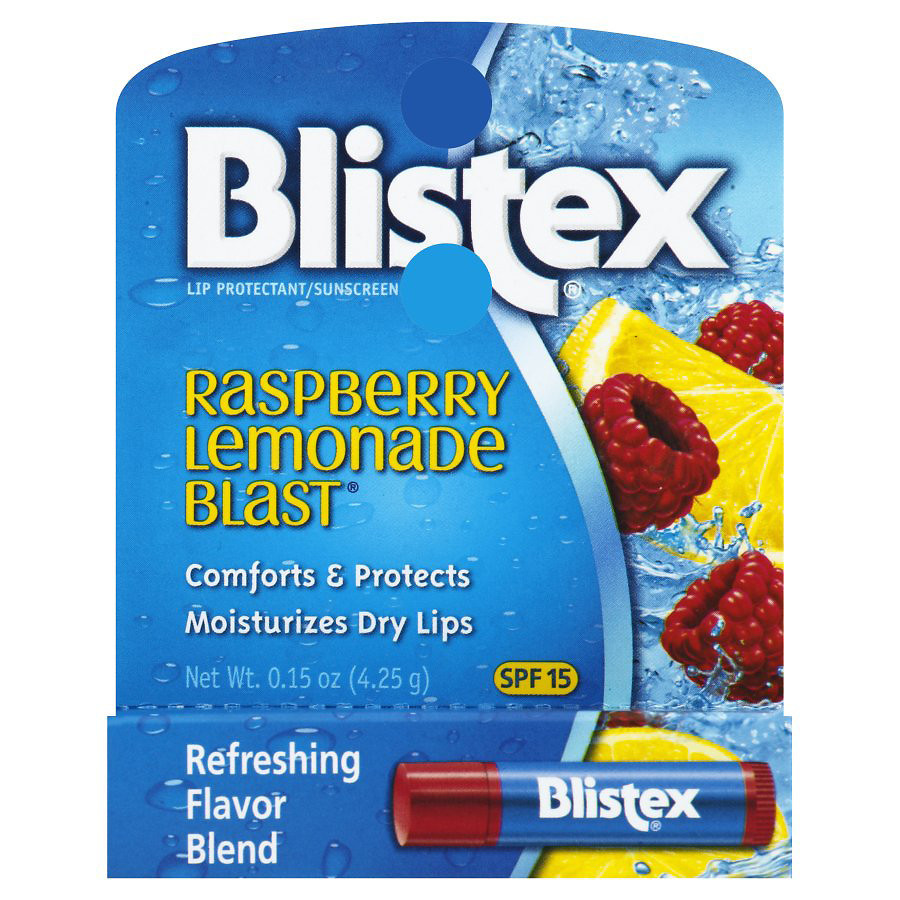 Blistex®
LIP PROTECTANT/SUNSCREEN
RASPBERRY
LEMONADE
BLAST®
Comforts & Protects
Moisturizes Dry Lips
Net Wt. 0.15 oz (4.25 g)
SPF 15
Refreshing
Flavor
Blend
Blistex®